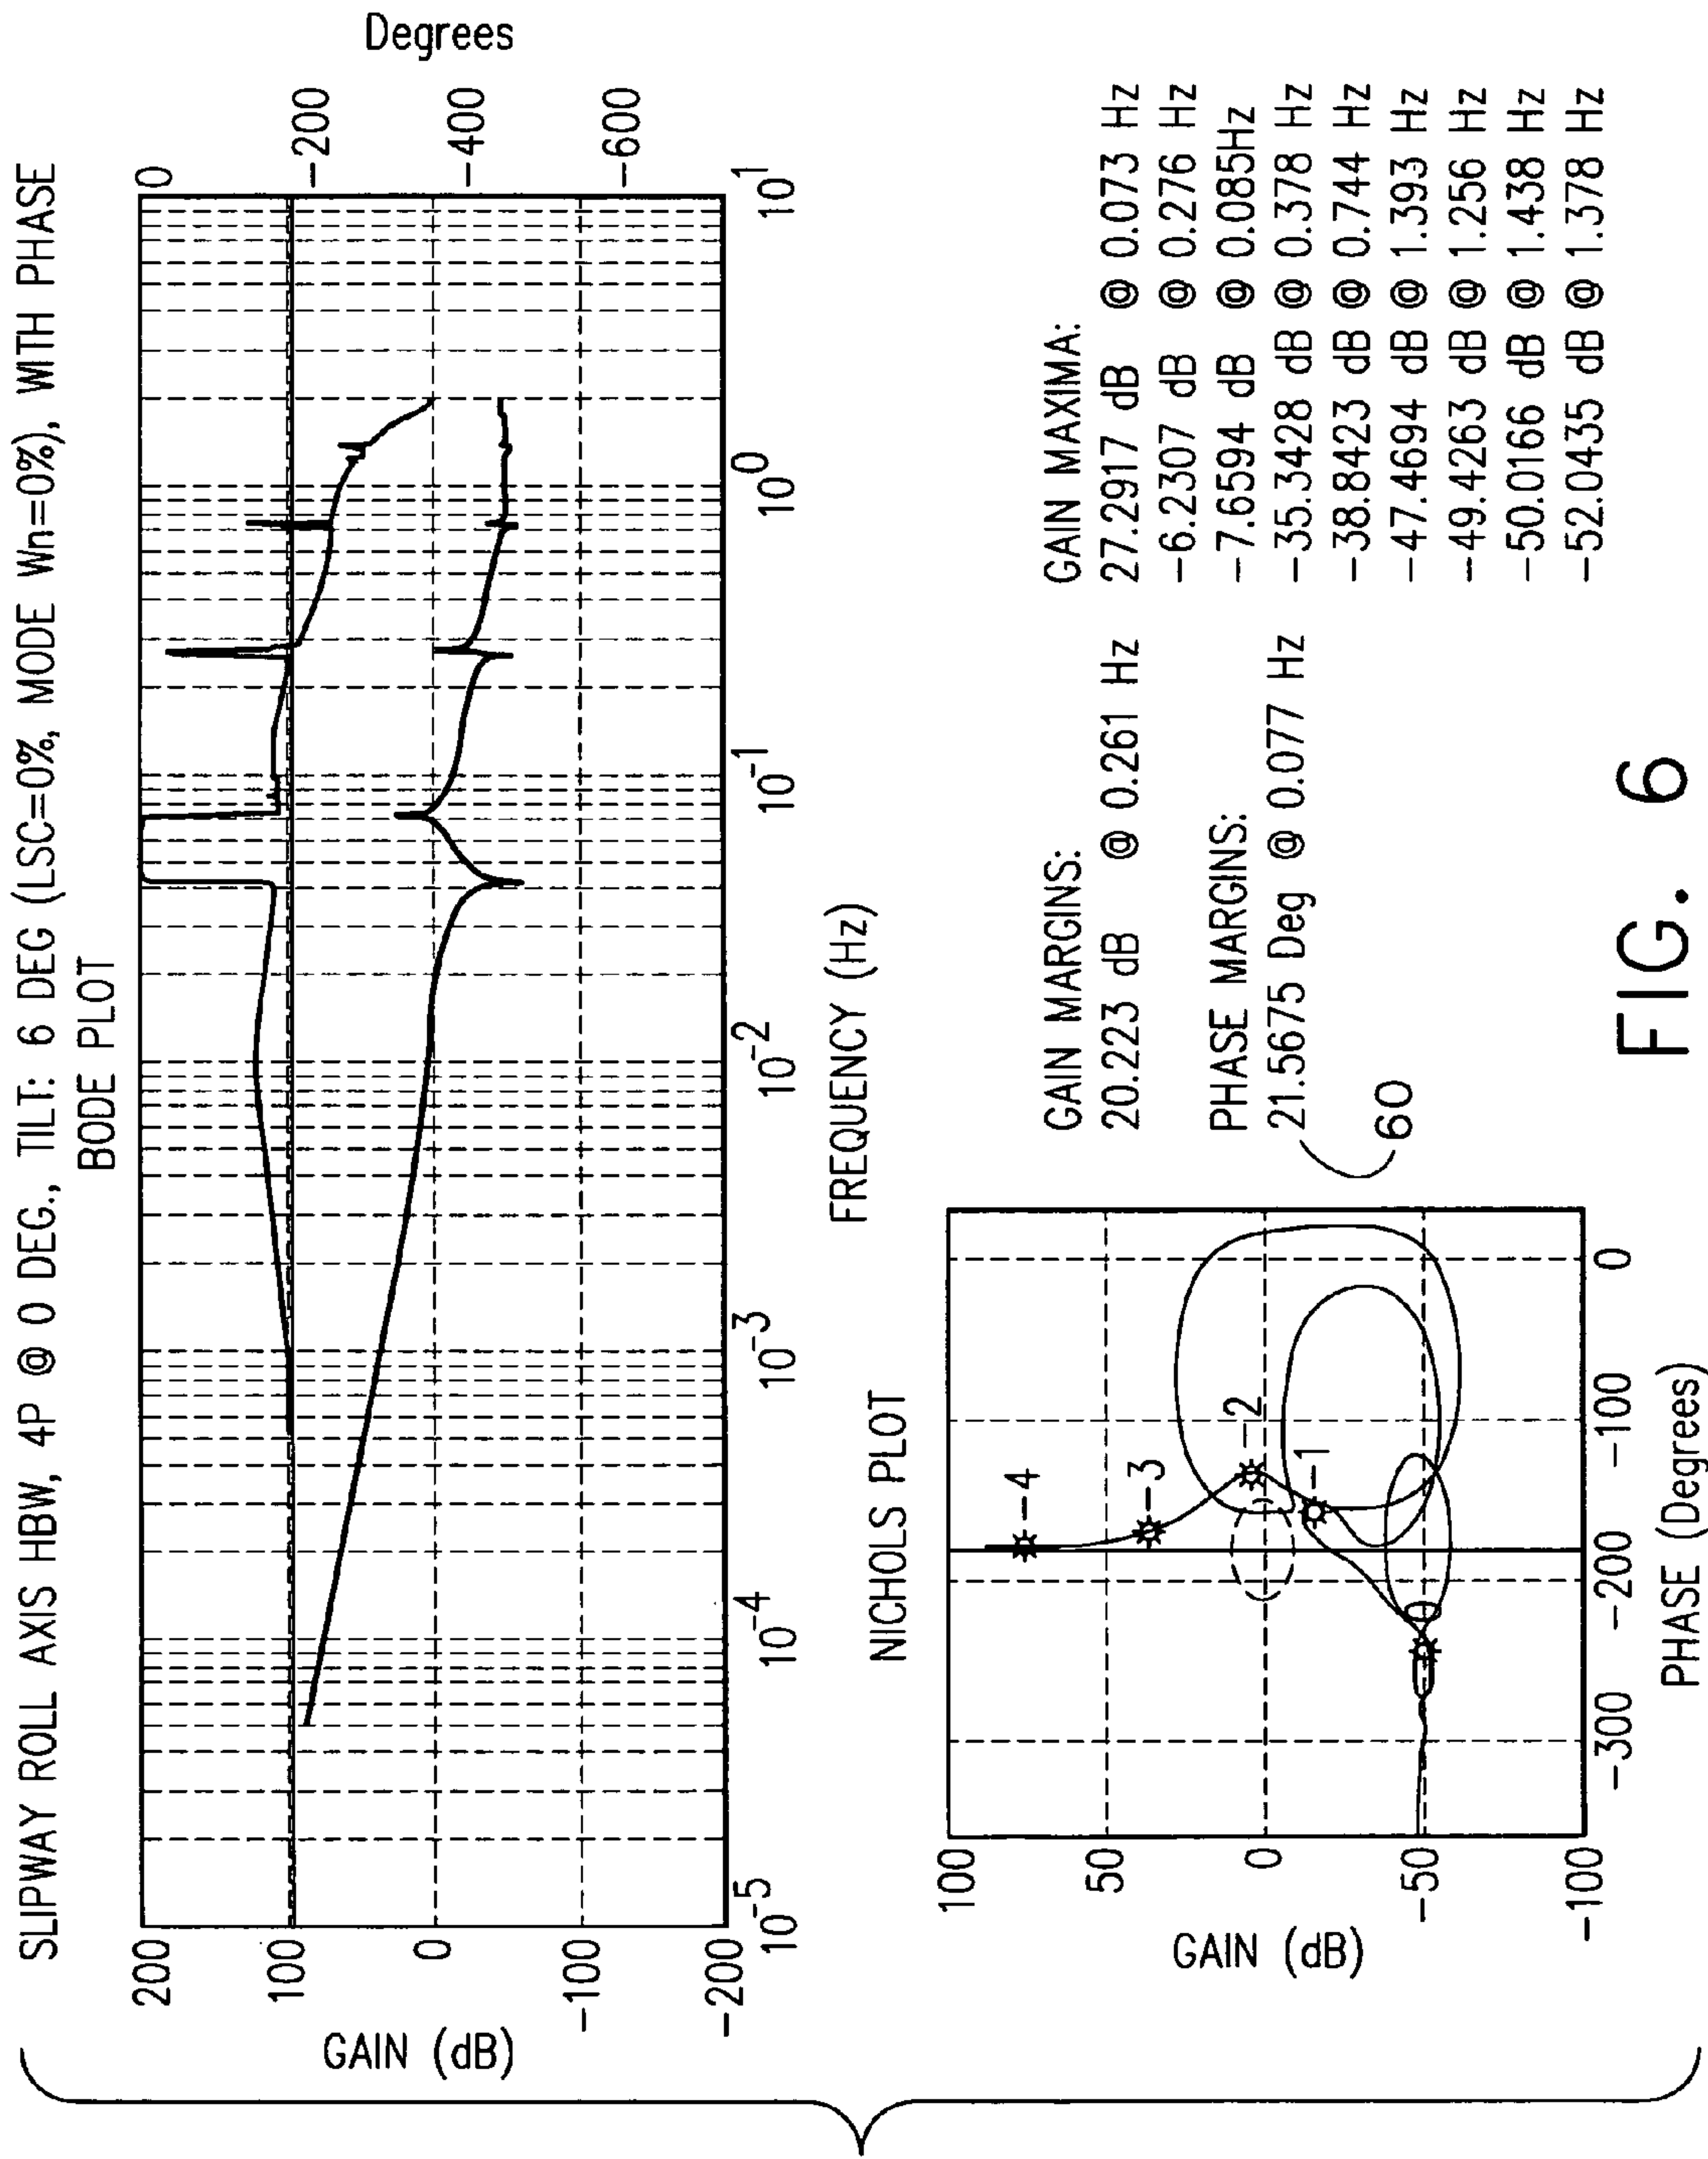 SLIPWAY ROLL AXIS HBW, 4P @ 0 DEG., TILT: 6 DEG (LSC=0%, MODE Wn=0%), WITH PHASE
BODE PLOT
GAIN (dB)
200
100
0
-100
-200
0
-200
-400
-600
Degrees
10-5
10-4
10-3
10-2
10-1
100
101
FREQUENCY (Hz)
NICHOLS PLOT
GAIN (dB)
100
50
0
-50
-100
-4
-3
-2
-1
-300
-200
-100
0
PHASE (Degrees)
GAIN MARGINS:
20.223 dB @ 0.261 Hz
PHASE MARGINS:
21.5675 Deg @ 0.077 Hz
60
GAIN MAXIMA:
27.2917 dB @ 0.073 Hz
-6.2307 dB @ 0.276 Hz
-7.6594 dB @ 0.085Hz
-35.3428 dB @ 0.378 Hz
-38.8423 dB @ 0.744 Hz
-47.4694 dB @ 1.393 Hz
-49.4263 dB @ 1.256 Hz
-50.0166 dB @ 1.438 Hz
-52.0435 dB @ 1.378 Hz
FIG. 6